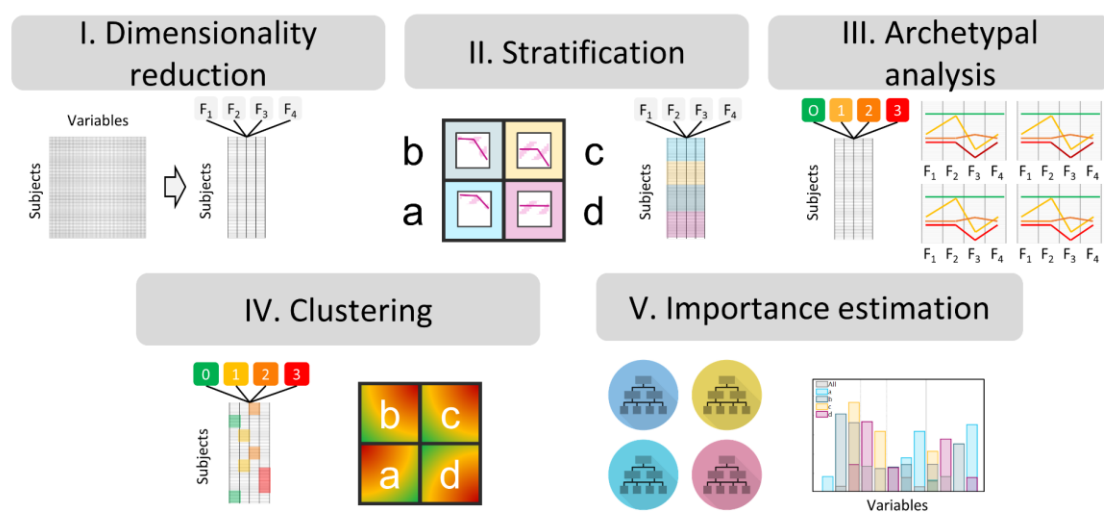 I. Dimensionality
reduction
II. Stratification
III. Archetypal
analysis
Variables
Subjects
F1 F2 F3 F4
Subjects
b
c
a
d
F1 F2 F3 F4
Subjects
0 1 2 3
Subjects
F1 F2 F3 F4
F1 F2 F3 F4
F1 F2 F3 F4
F1 F2 F3 F4
IV. Clustering
V. Importance estimation
0 1 2 3
Subjects
b c
a d
All
a
b
c
d
Variables